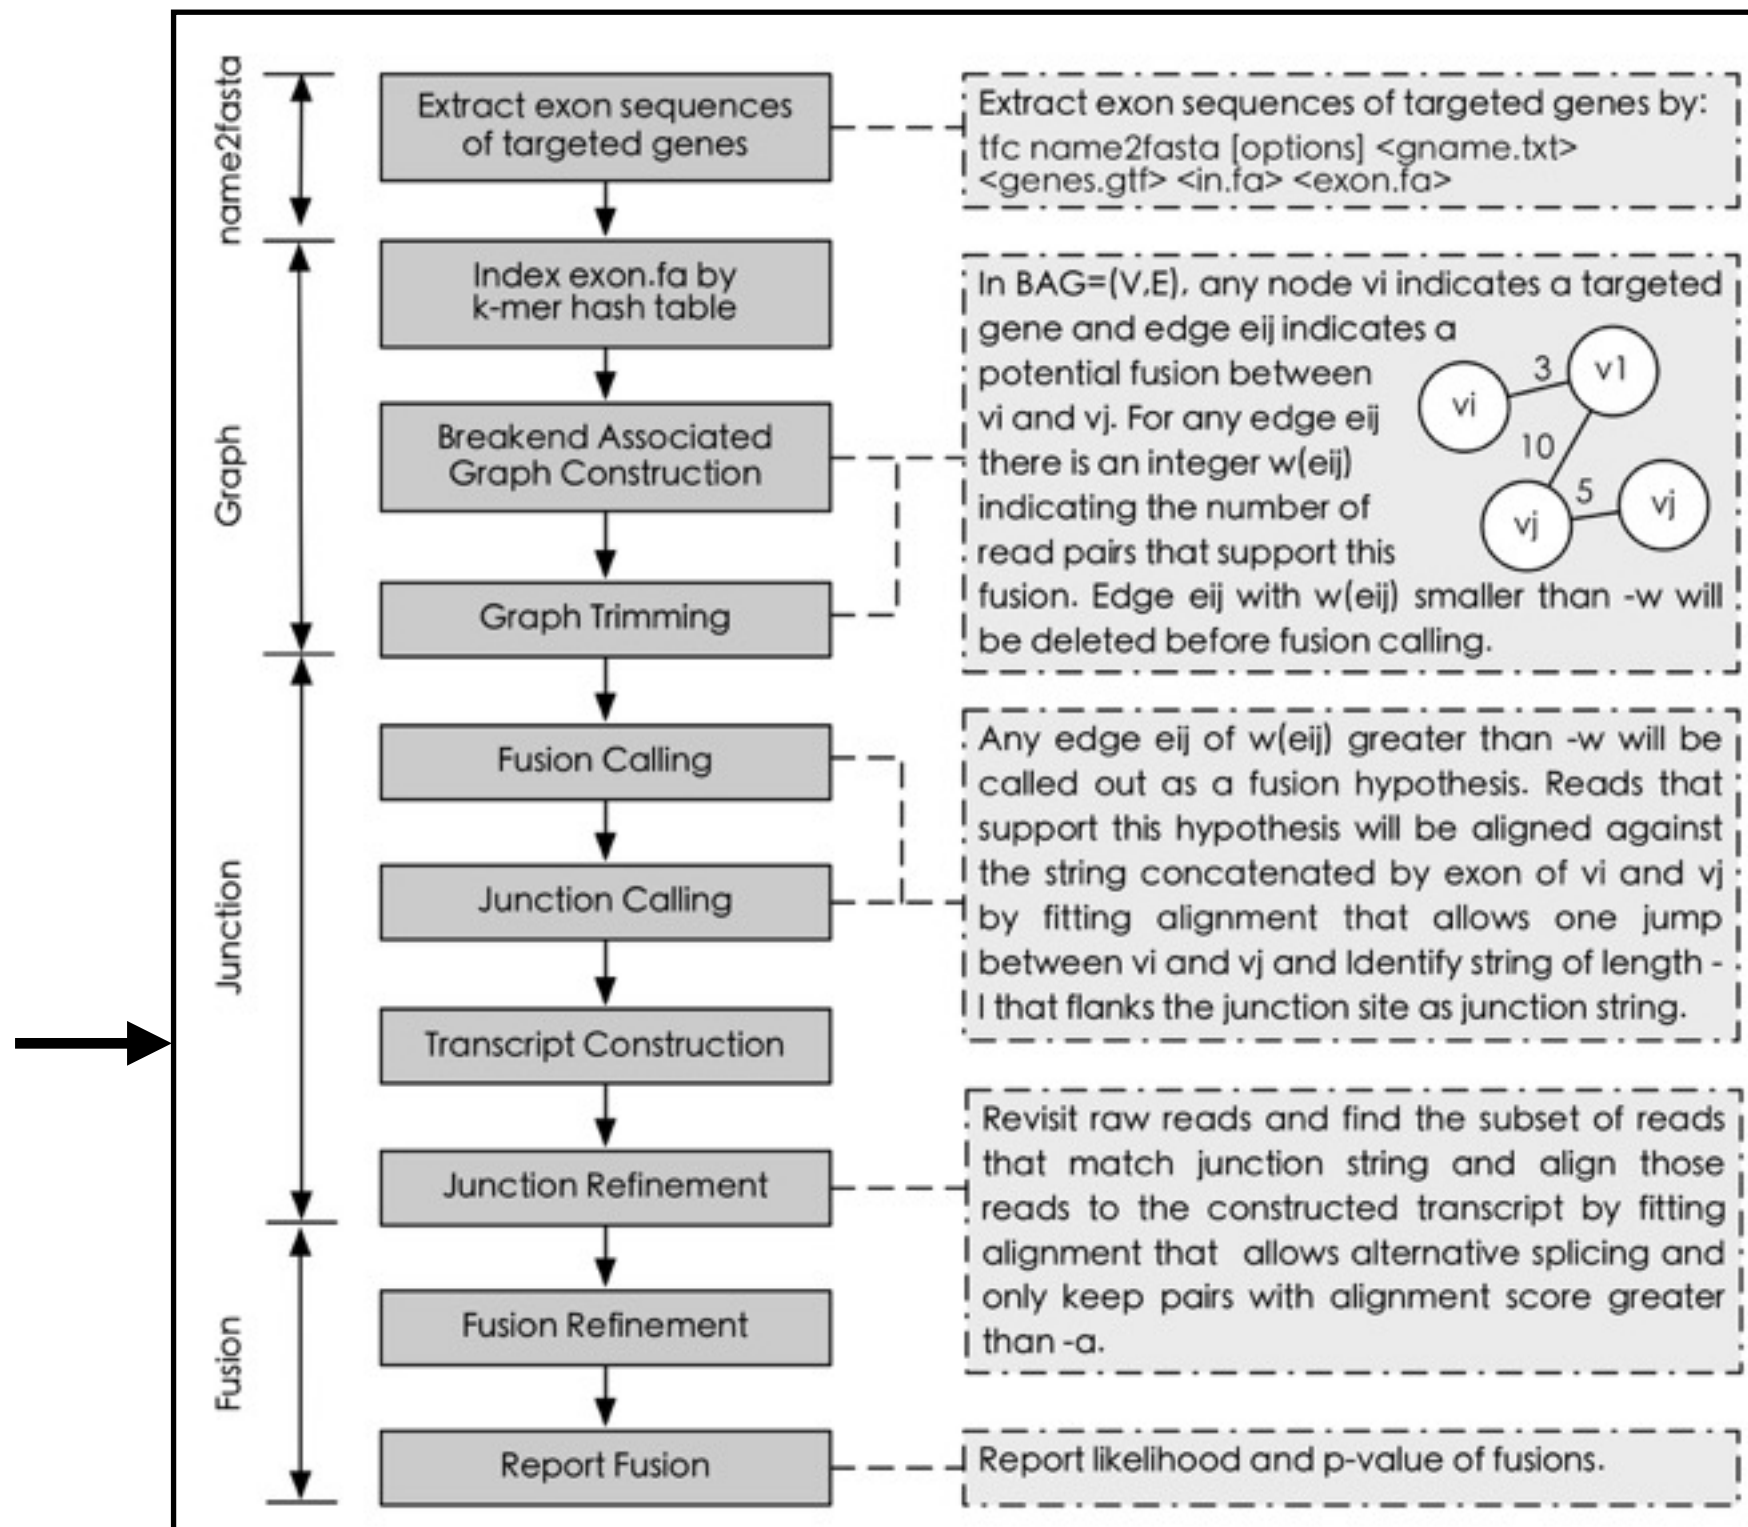 name2fasta
Extract exon sequences
of targeted genes
Extract exon sequences of targeted genes by:
tfc name2fasta [options] <gname.txt>
<genes.gtf> <in.fa> <exon.fa>
Graph
Index exon.fa by
k-mer hash table
Breakend Associated
Graph Construction
Graph Trimming
In BAG=(V,E), any node vi indicates a targeted
gene and edge eij indicates a
potential fusion between
vi and vj. For any edge eij
there is an integer w(eij)
indicating the number of
read pairs that support this
fusion. Edge eij with w(eij) smaller than -w will
be deleted before fusion calling.
vi
3
v1
10
vj
5
vj
Junction
Fusion Calling
Junction Calling
Transcript Construction
Junction Refinement
Any edge eij of w(eij) greater than -w will be
called out as a fusion hypothesis. Reads that
support this hypothesis will be aligned against
the string concatenated by exon of vi and vj
by fitting alignment that allows one jump
between vi and vj and Identify string of length -
l that flanks the junction site as junction string.
Revisit raw reads and find the subset of reads
that match junction string and align those
reads to the constructed transcript by fitting
alignment that allows alternative splicing and
only keep pairs with alignment score greater
than -a.
Fusion
Fusion Refinement
Report Fusion
Report likelihood and p-value of fusions.